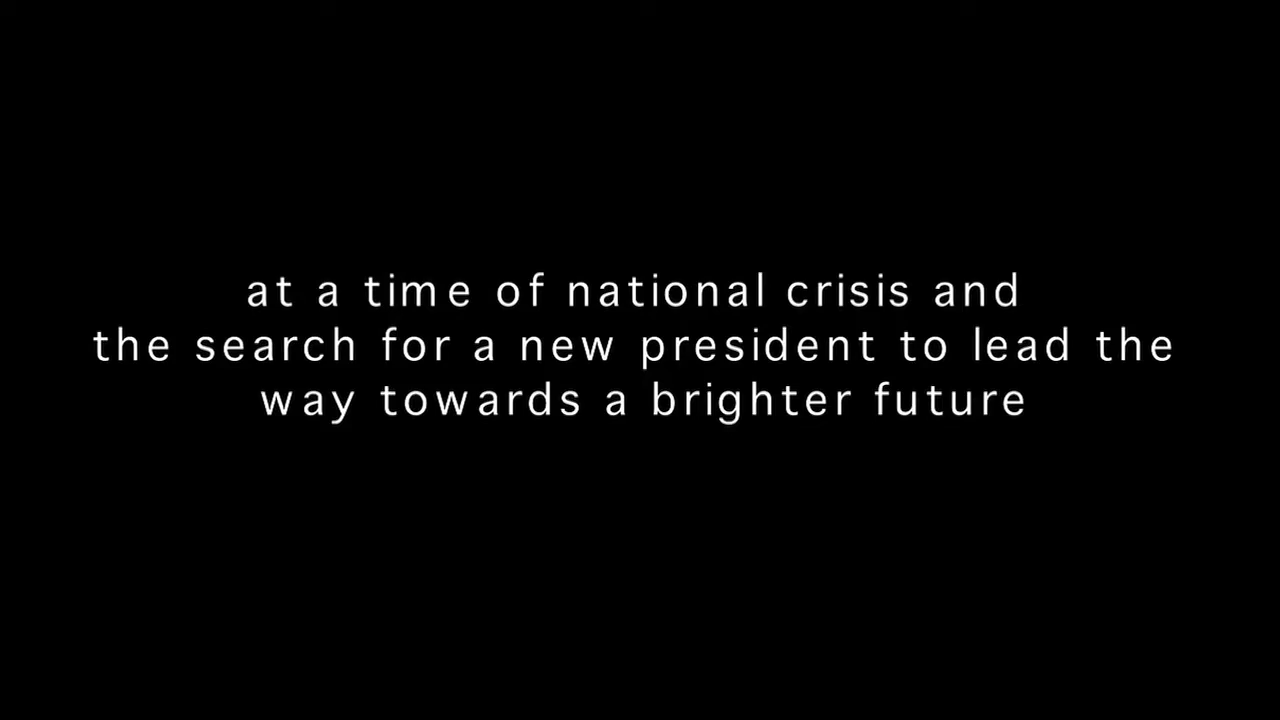 at a time of national crisis and
the search for a new president to lead the
way towards a brighter future